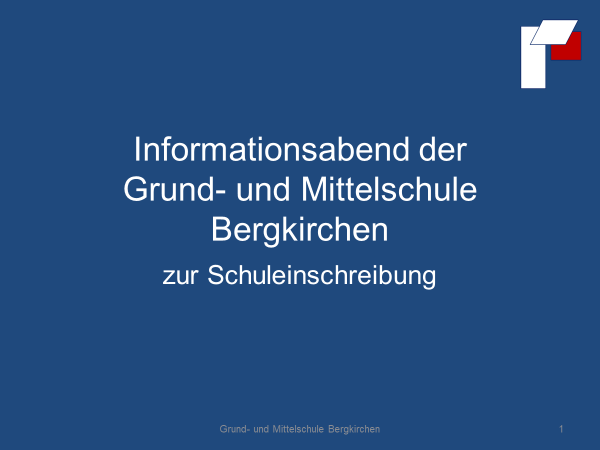 Informationsabend der
Grund- und Mittelschule
Bergkirchen
zur Schuleinschreibung
Grund- und Mittelschule Bergkirchen
1